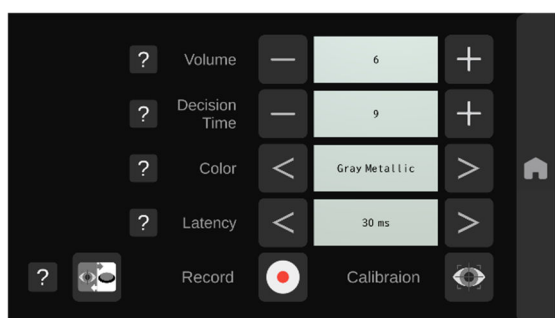 ? Volume — 6 +
? Decision Time — 9 +
? Color < Gray Metallic >
? Latency < 30 ms >
? Record Calibraion